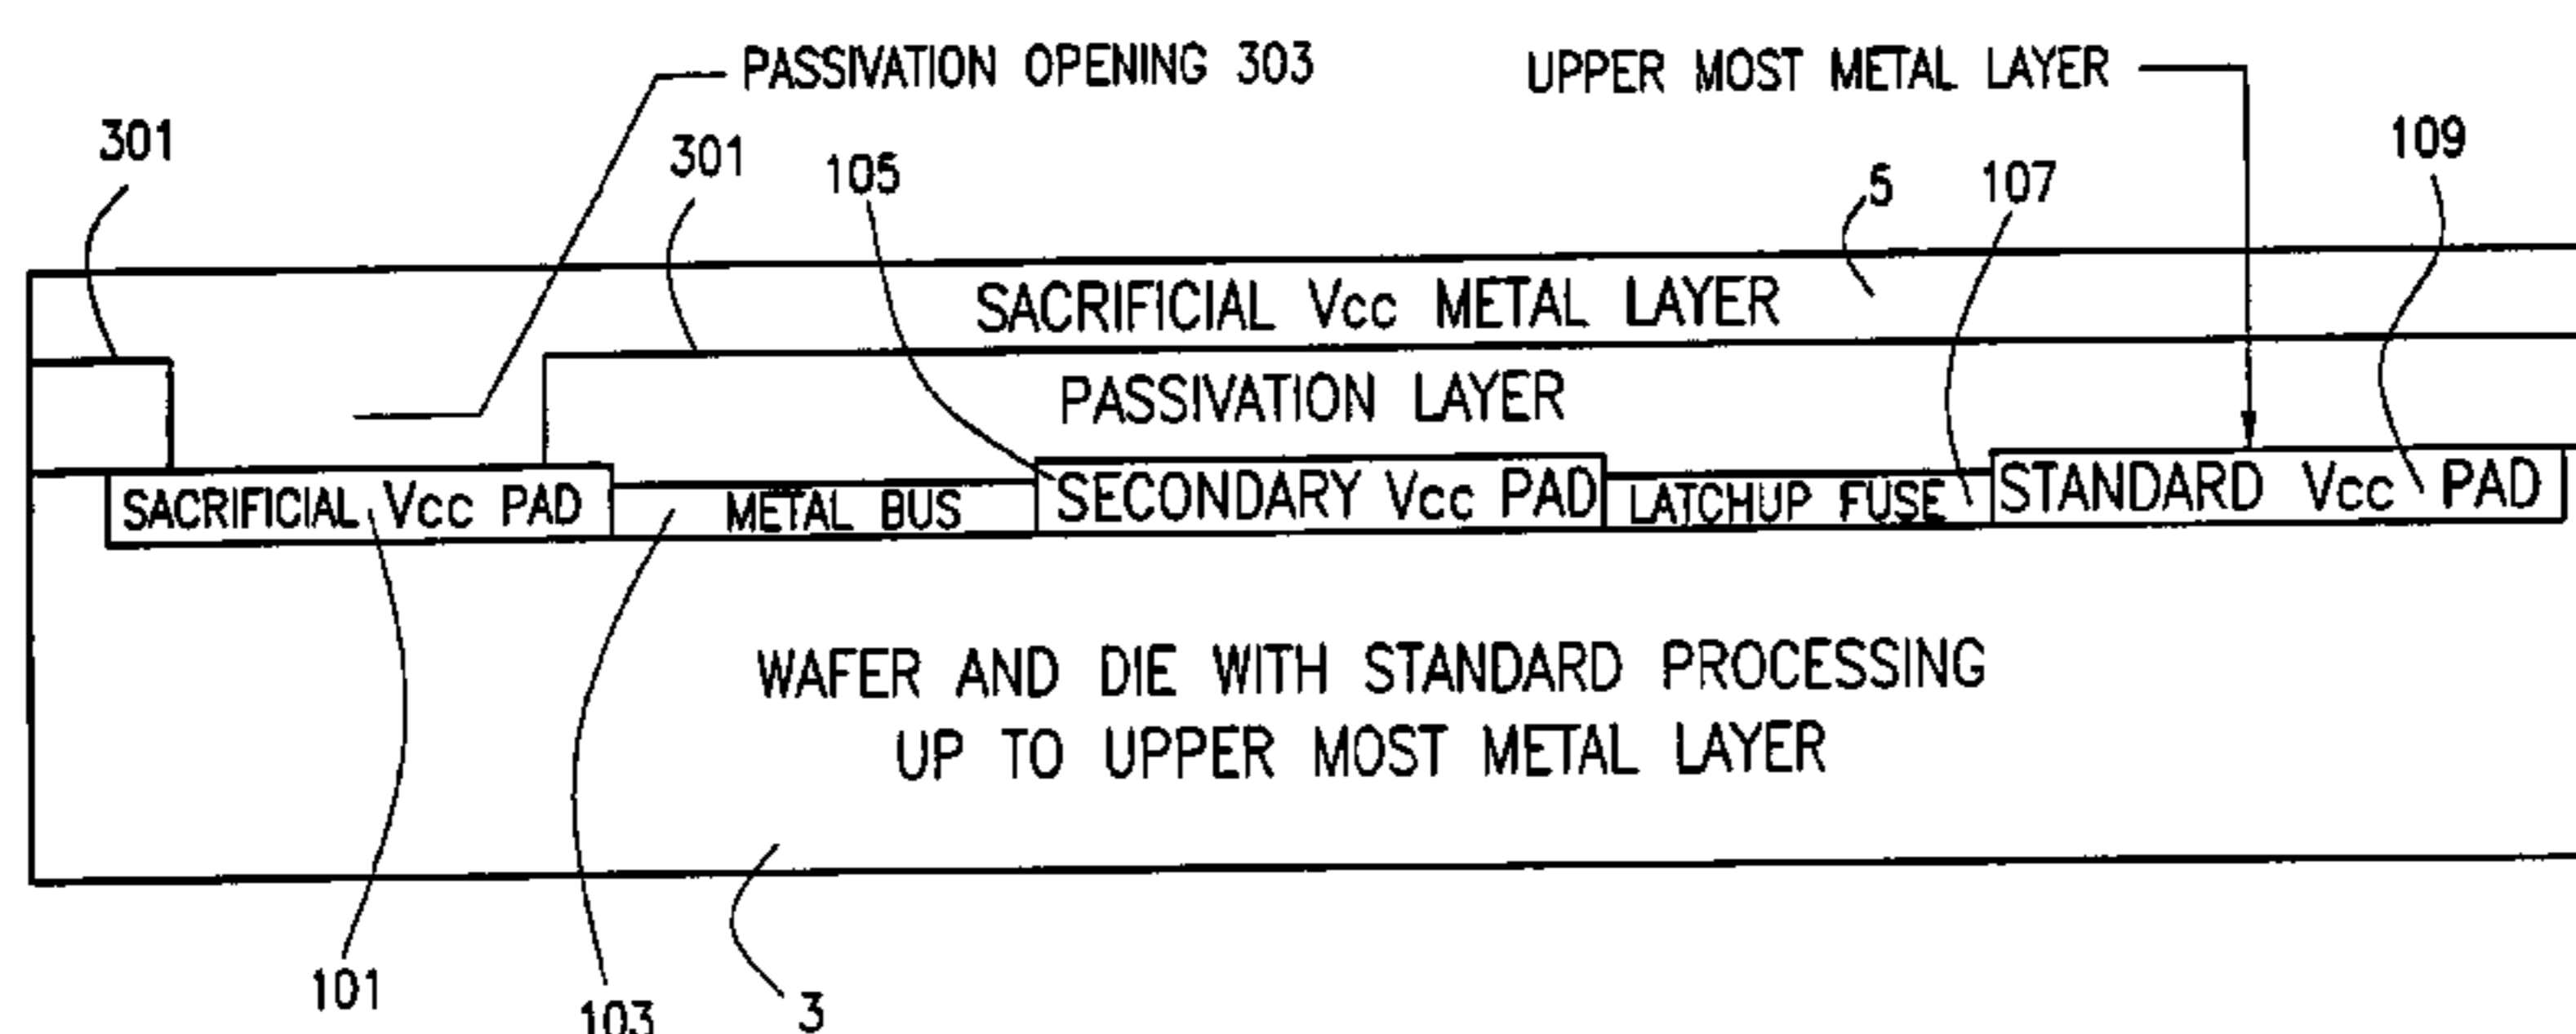 PASSIVATION OPENING 303
UPPER MOST METAL LAYER
301
301
105
5
107
109
SACRIFICIAL Vcc METAL LAYER
PASSIVATION LAYER
SACRIFICIAL Vcc PAD
METAL BUS
SECONDARY Vcc PAD
LATCHUP FUSE
STANDARD Vcc PAD
WAFER AND DIE WITH STANDARD PROCESSING
UP TO UPPER MOST METAL LAYER
101
103
3